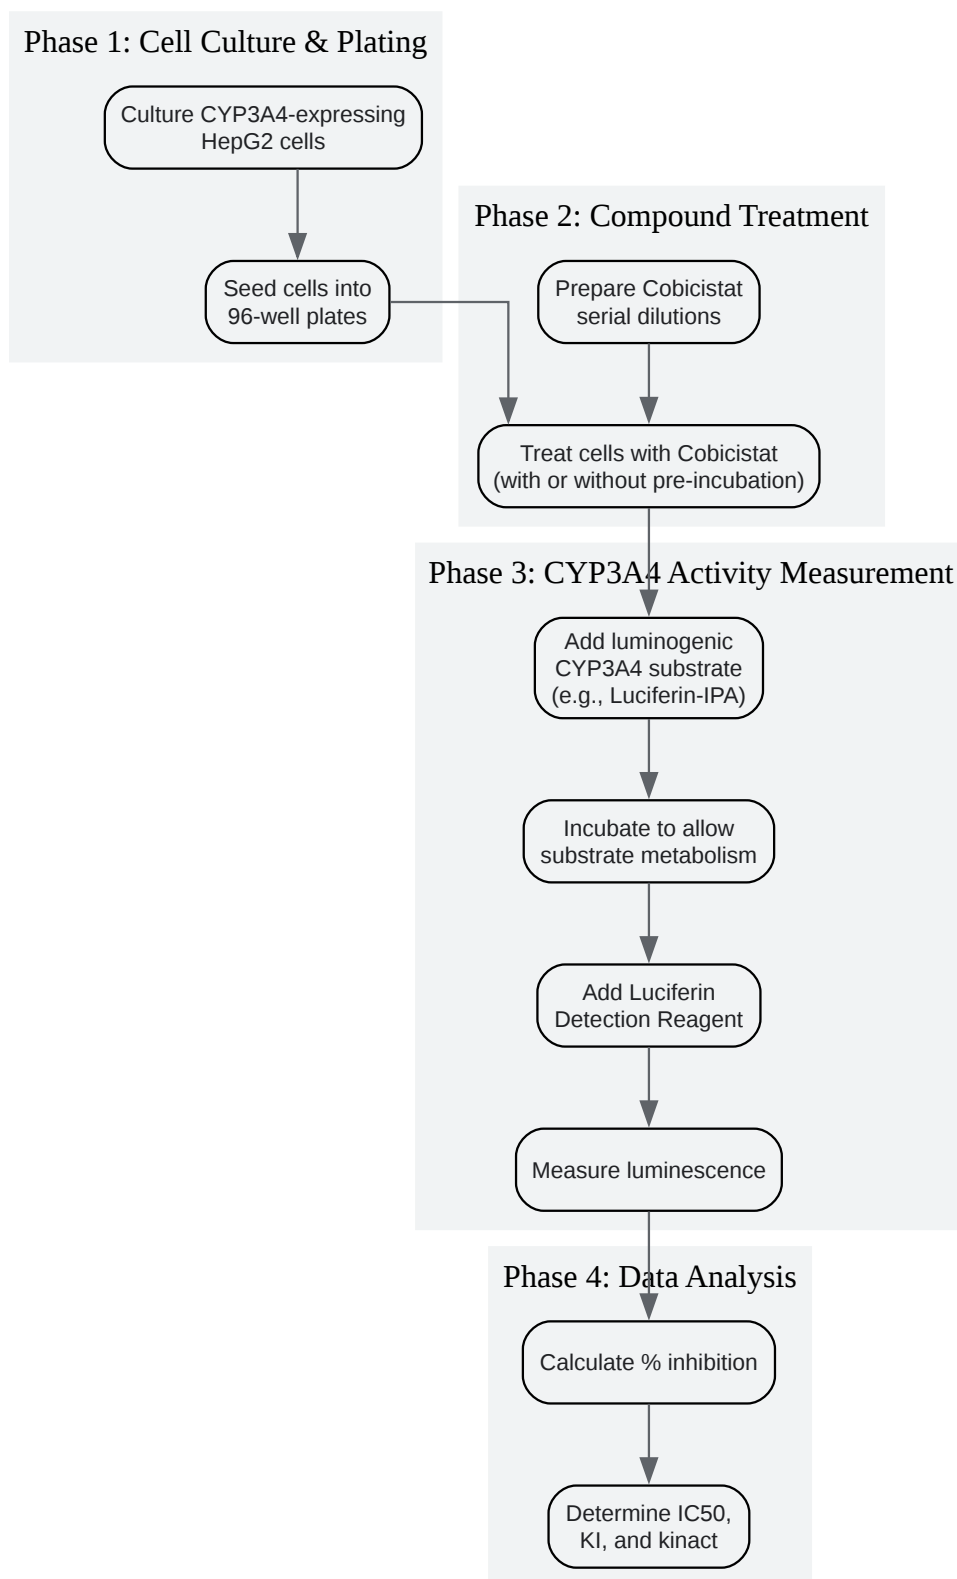 Phase 1: Cell Culture & Plating
Culture CYP3A4-expressing
HepG2 cells
Seed cells into
96-well plates
Phase 2: Compound Treatment
Prepare Cobicistat
serial dilutions
Treat cells with Cobicistat
(with or without pre-incubation)
Phase 3: CYP3A4 Activity Measurement
Add luminogenic
CYP3A4 substrate
(e.g., Luciferin-IPA)
Incubate to allow
substrate metabolism
Add Luciferin
Detection Reagent
Measure luminescence
Phase 4: Data Analysis
Calculate % inhibition
Determine IC50,
KI, and kinact